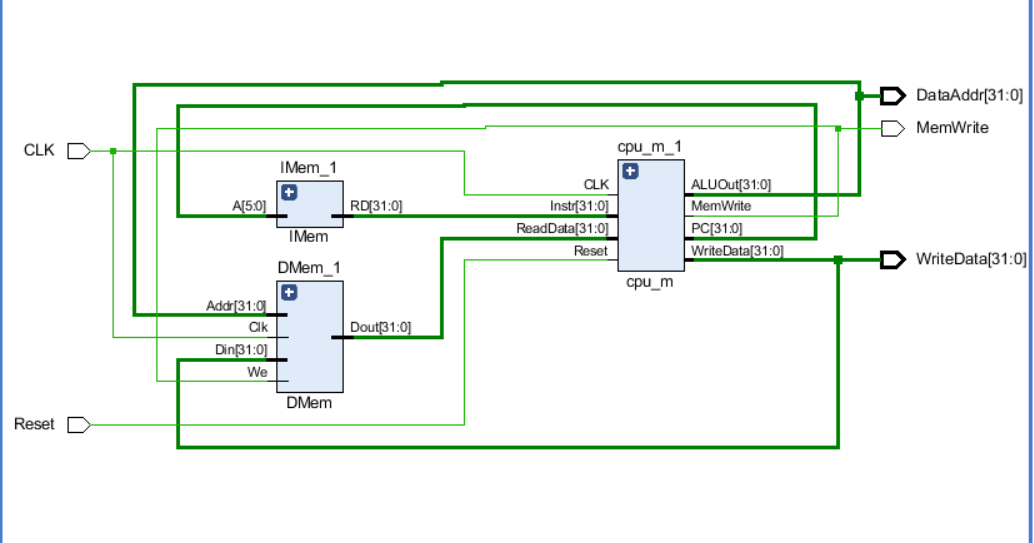 DataAddr[31:0]
MemWrite
CLK
cpu_m_1
IMem_1
CLK
ALUOut[31:0]
A[5:0]
RD[31:0]
Instr[31:0]
MemWrite
ReadData[31:0]
PC[31:0]
IMem
Reset
WriteData[31:0]
WriteData[31:0]
DMem_1
cpu_m
Addr[31:0]
Clk
Dout[31:0]
Din[31:0]
We
DMem
Reset